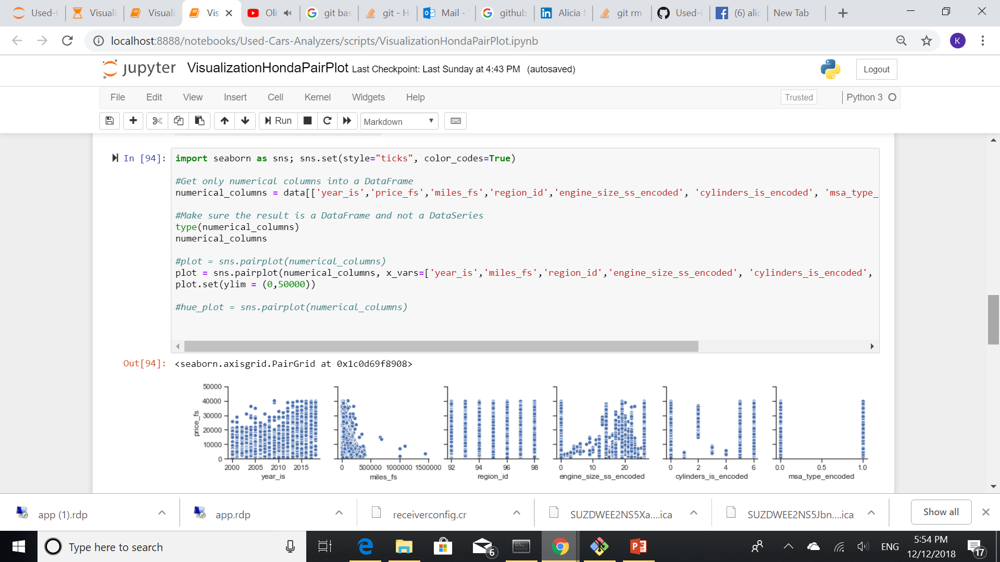 Used-
Visuali
Visuali
Vis
Oli
git bas
git - H
Mail -
github
Alicia
git rm
Used-
(6) alic
New Tab
localhost:8888/notebooks/Used-Cars-Analyzers/scripts/VisualizationHondaPairPlot.ipynb
K
jupyter VisualizationHondaPairPlot Last Checkpoint: Last Sunday at 4:43 PM (autosaved)
Logout
File Edit View Insert Cell Kernel Widgets Help
Trusted
Python 3
Run
Markdown
In [94]:
import seaborn as sns; sns.set(style="ticks", color_codes=True)
#Get only numerical columns into a DataFrame
numerical_columns = data[['year_is','price_fs','miles_fs','region_id','engine_size_ss_encoded', 'cylinders_is_encoded', 'msa_type_
#Make sure the result is a DataFrame and not a DataSeries
type(numerical_columns)
numerical_columns
#plot = sns.pairplot(numerical_columns)
plot = sns.pairplot(numerical_columns, x_vars=['year_is','miles_fs','region_id','engine_size_ss_encoded', 'cylinders_is_encoded',
plot.set(ylim = (0,50000))
#hue_plot = sns.pairplot(numerical_columns)
Out[94]: <seaborn.axisgrid.PairGrid at 0x1c0d69f8908>
50000
40000
30000
20000
10000
0
price_fs
2000 2005 2010 2015
year_is
0 500000 1000000 1500000
miles_fs
92 94 96 98
region_id
0 10 20
engine_size_ss_encoded
0 2 4 6
cylinders_is_encoded
0.0 0.5 1.0
msa_type_encoded
app (1).rdp
app.rdp
receiverconfig.cr
SUZDWEE2NS5Xa....ica
SUZDWEE2NS5Jbn....ica
Show all
Type here to search
6
ENG
5:54 PM
12/12/2018
17